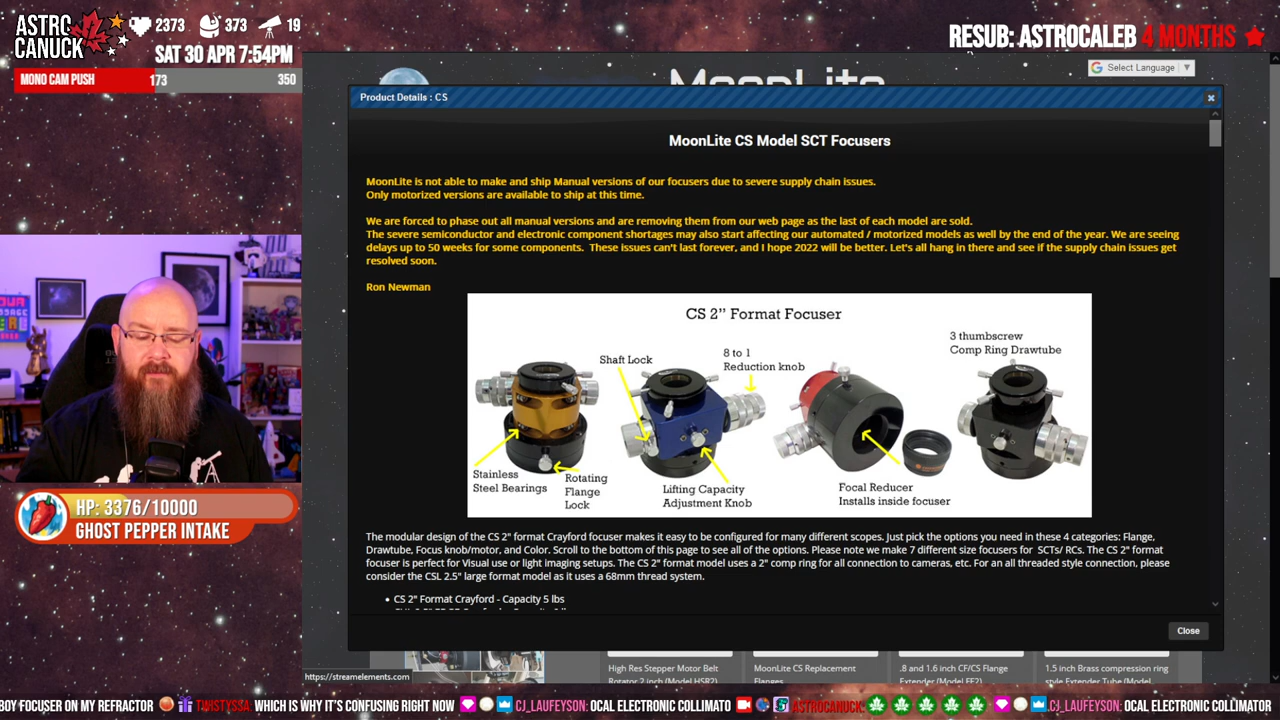 ASTRO
CANUCK
2373
373
19
SAT 30 APR 7:54PM
MONO CAM PUSH 173 350
RESUB: ASTROCALEB 4 MONTHS
MoonLite
Select Language
Product Details : CS
MoonLite CS Model SCT Focusers
MoonLite is not able to make and ship Manual versions of our focusers due to severe supply chain issues.
Only motorized versions are available to ship at this time.
We are forced to phase out all manual versions and are removing them from our web page as the last of each model are sold.
The severe semiconductor and electronic component shortages may also start affecting our automated / motorized models as well by the end of the year. We are seeing
delays up to 50 weeks for some components. These issues can't last forever, and I hope 2022 will be better. Let's all hang in there and see if the supply chain issues get
resolved soon.
Ron Newman
CS 2" Format Focuser
Shaft Lock
8 to 1
Reduction knob
3 thumbscrew
Comp Ring Drawtube
Stainless
Steel Bearings
Rotating
Flange
Lock
Lifting Capacity
Adjustment Knob
Focal Reducer
Installs inside focuser
The modular design of the CS 2" format Crayford focuser makes it easy to be configured for many different scopes. Just pick the options you need in these 4 categories: Flange,
Drawtube, Focus knob/motor, and Color. Scroll to the bottom of this page to see all of the options. Please note we make 7 different size focusers for SCTs/ RCs. The CS 2" format
focuser is perfect for Visual use or light imaging setups. The CS 2" format model uses a 2" comp ring for all connection to cameras, etc. For an all threaded style connection, please
consider the CSL 2.5" large format model as it uses a 68mm thread system.
• CS 2" Format Crayford - Capacity 5 lbs
Close
HP: 3376/10000
GHOST PEPPER INTAKE
High Res Stepper Motor Belt
Rotator 2 inch (Model HSR2)
MoonLite CS Replacement
Flanges
.8 and 1.6 inch CF/CS Flange
Extender (Model FE2)
1.5 inch Brass compression ring
style Extender Tube (Model
https://streamelements.com
BOY FOCUSER ON MY REFRACTOR TWISTYSSA: WHICH IS WHY IT'S CONFUSING RIGHT NOW CJ_LAUFEYSON: OCAL ELECTRONIC COLLIMATO ASTROCANUCK: CJ_LAUFEYSON: OCAL ELECTRONIC COLLIMATOR